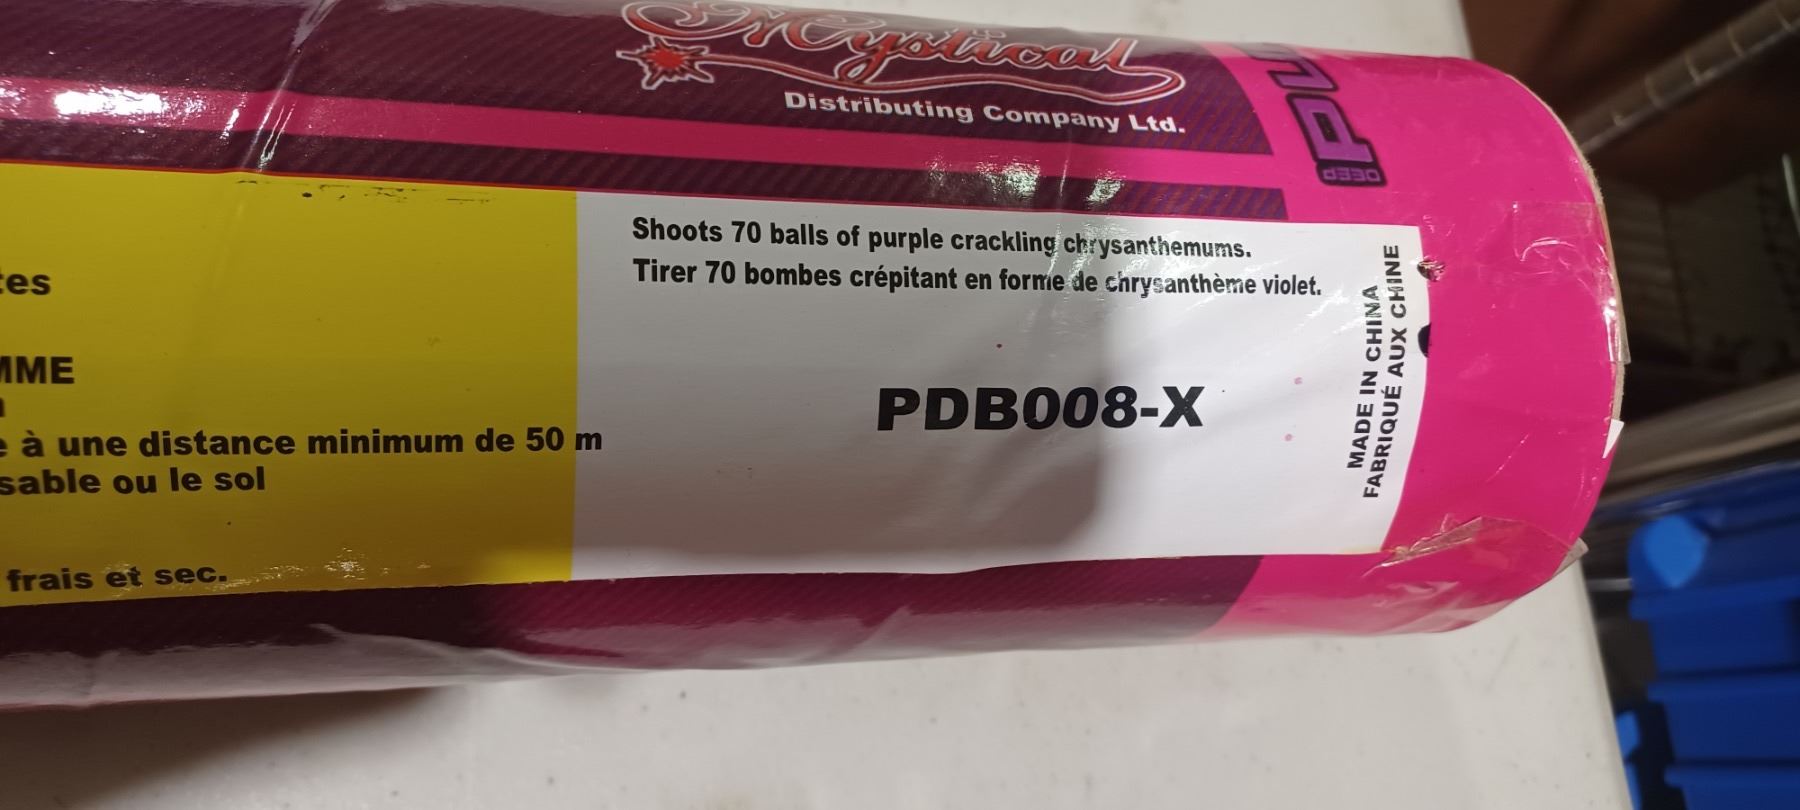 Mystical
Distributing Company Ltd.
DEEP
Shoots 70 balls of purple crackling chrysanthemums.
Tirer 70 bombes crépitant en forme de chrysanthème violet.
PDB008-X
MADE IN CHINA
FABRIQUÉ AUX CHINE
à une distance minimum de 50 m
sable ou le sol
frais et sec.